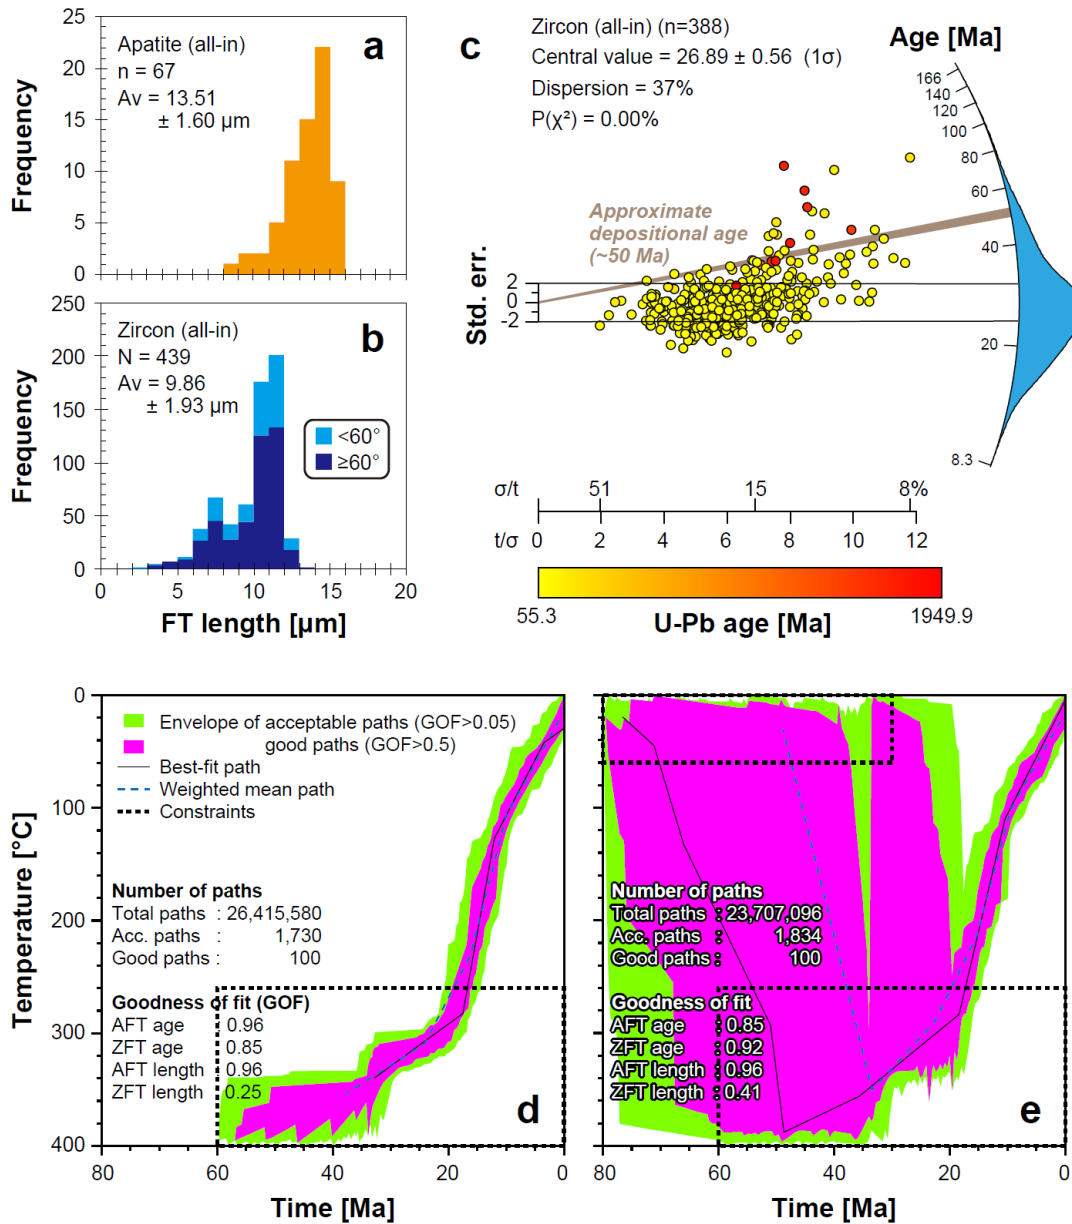 a
Apatite (all-in)
n = 67
Av = 13.51
± 1.60 µm
Frequency
25
20
15
10
5
0
b
Zircon (all-in)
N = 439
Av = 9.86
± 1.93 µm
<60°
≥60°
Frequency
250
200
150
100
50
0
0 5 10 15 20
FT length [µm]
c
Zircon (all-in) (n=388)
Central value = 26.89 ± 0.56 (1σ)
Dispersion = 37%
P(χ²) = 0.00%
Age [Ma]
166
140
120
100
80
60
40
20
8.3
Approximate
depositional age
(~50 Ma)
Std. err.
2
0
-2
σ/t 51 15 8%
t/σ 0 2 4 6 8 10 12
55.3 U-Pb age [Ma] 1949.9
Temperature [°C]
0
100
200
300
400
Envelope of acceptable paths (GOF>0.05)
good paths (GOF>0.5)
Best-fit path
Weighted mean path
Constraints
Number of paths
Total paths : 26,415,580
Acc. paths : 1,730
Good paths : 100
Goodness of fit (GOF)
AFT age : 0.96
ZFT age : 0.85
AFT length : 0.96
ZFT length : 0.25
d
80 60 40 20 0
Time [Ma]
Number of paths
Total paths : 23,707,096
Acc. paths : 1,834
Good paths : 100
Goodness of fit
AFT age : 0.85
ZFT age : 0.92
AFT length : 0.96
ZFT length : 0.41
e
80 60 40 20 0
Time [Ma]